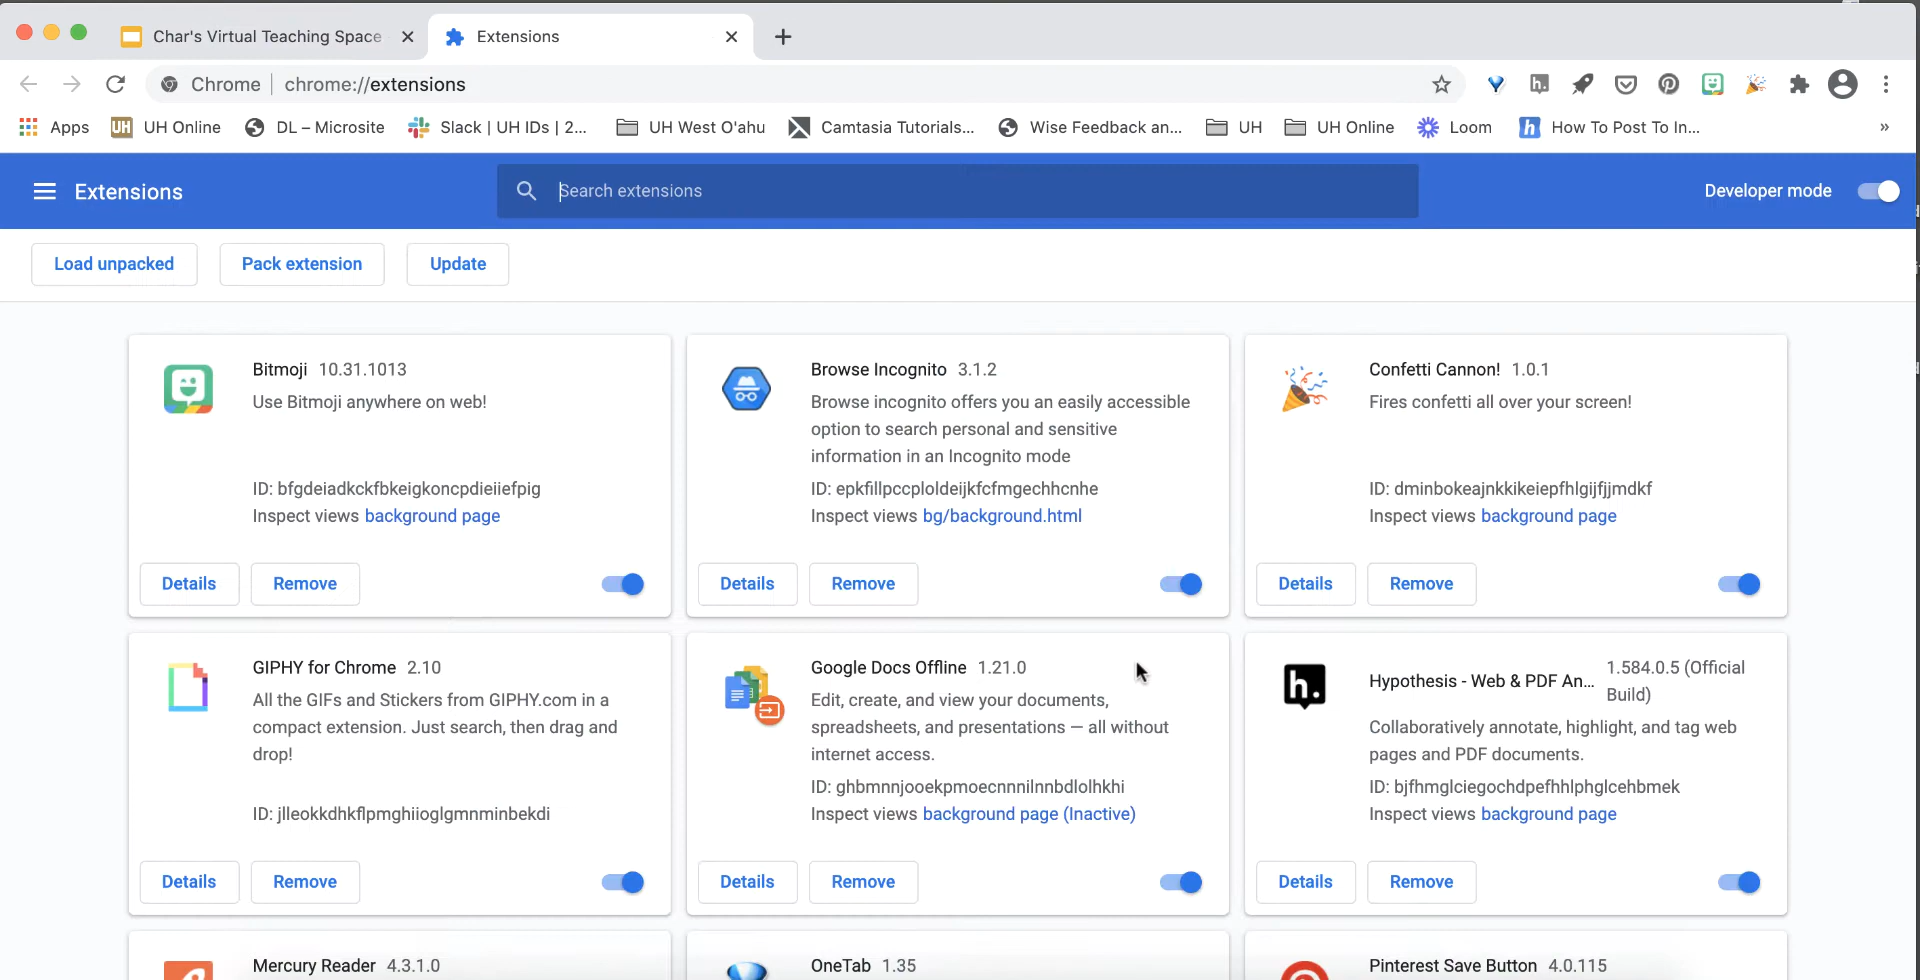 Char's Virtual Teaching Space
Extensions
Chrome chrome://extensions
Apps UH UH Online DL – Microsite Slack | UH IDs | 2... UH West O'ahu Camtasia Tutorials... Wise Feedback an... UH UH Online Loom How To Post To In... »
Extensions
Search extensions
Developer mode
Load unpacked Pack extension Update
Bitmoji 10.31.1013
Use Bitmoji anywhere on web!
ID: bfgdeiadkckfbkeigkoncpdieiiefpig
Inspect views background page
Details Remove
Browse Incognito 3.1.2
Browse incognito offers you an easily accessible
option to search personal and sensitive
information in an Incognito mode
ID: epkfillpccploldeijkfcfmgechhcnhe
Inspect views bg/background.html
Details Remove
Confetti Cannon! 1.0.1
Fires confetti all over your screen!
ID: dminbokeajnkkikeiepfhlgijfjjmdkf
Inspect views background page
Details Remove
GIPHY for Chrome 2.10
All the GIFs and Stickers from GIPHY.com in a
compact extension. Just search, then drag and
drop!
ID: jlleokkdhkflpmghiioglgmnminbekdi
Details Remove
Google Docs Offline 1.21.0
Edit, create, and view your documents,
spreadsheets, and presentations — all without
internet access.
ID: ghbmnnjooekpmoecnnnilnnbdlolhkhi
Inspect views background page (Inactive)
Details Remove
h.
Hypothesis - Web & PDF An... 1.584.0.5 (Official
Build)
Collaboratively annotate, highlight, and tag web
pages and PDF documents.
ID: bjfhmglciegochdpefhhlphglcehbmek
Inspect views background page
Details Remove
Mercury Reader 4.3.1.0
OneTab 1.35
Pinterest Save Button 4.0.115